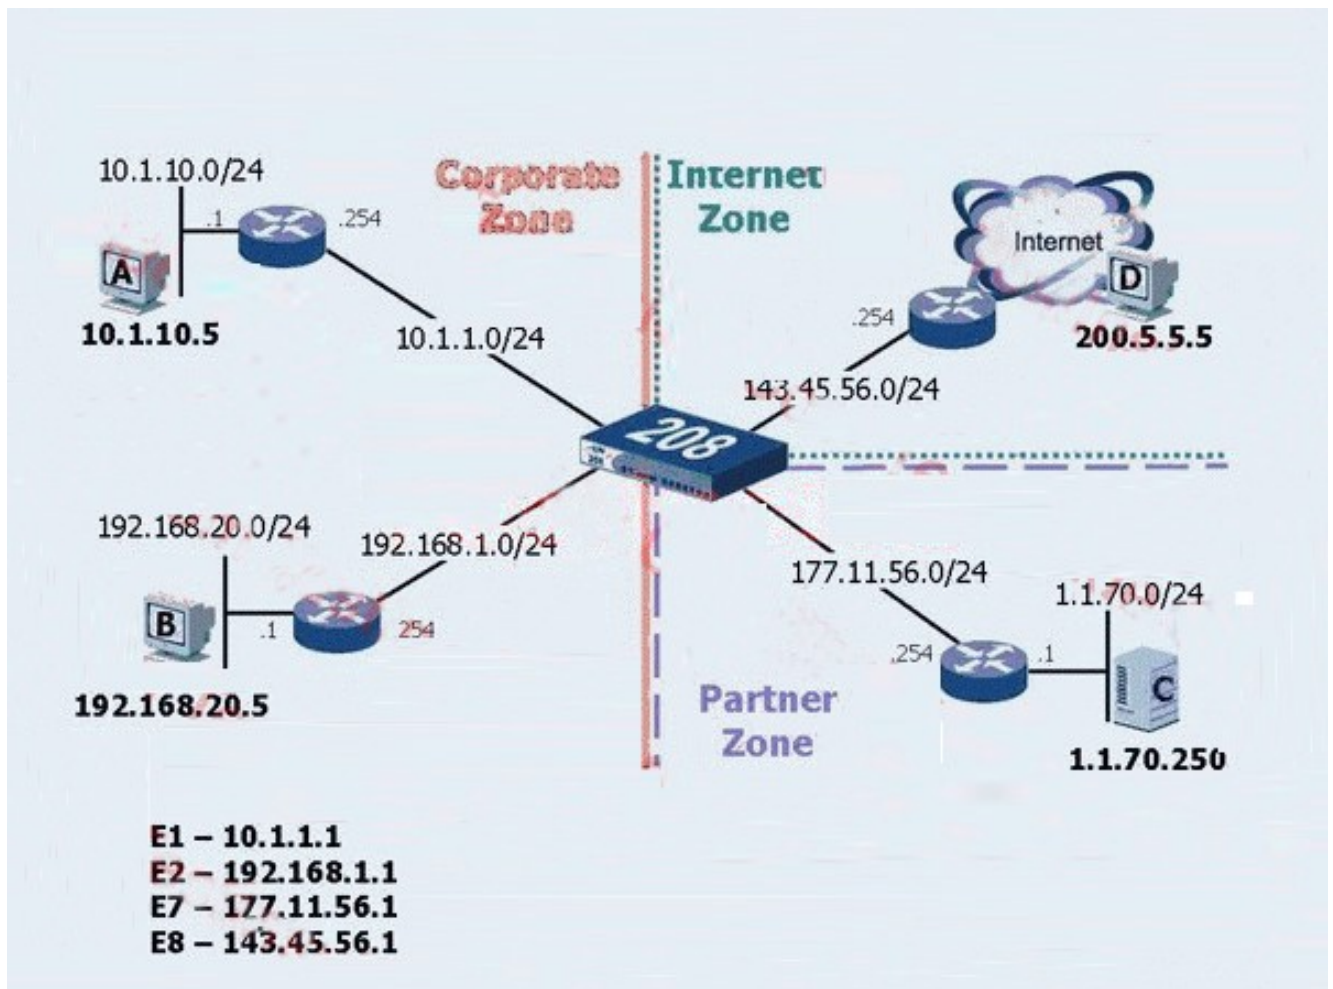 10.1.10.0/24
.1
.254
A
10.1.10.5
10.1.1.0/24
Corporate
Zone
Internet
Zone
Internet
D
.254
200.5.5.5
143.45.56.0/24
208
192.168.20.0/24
192.168.1.0/24
B
.1
254
192.168.20.5
177.11.56.0/24
1.1.70.0/24
.254
.1
C
1.1.70.250
Partner
Zone
E1 – 10.1.1.1
E2 – 192.168.1.1
E7 – 177.11.56.1
E8 – 143.45.56.1